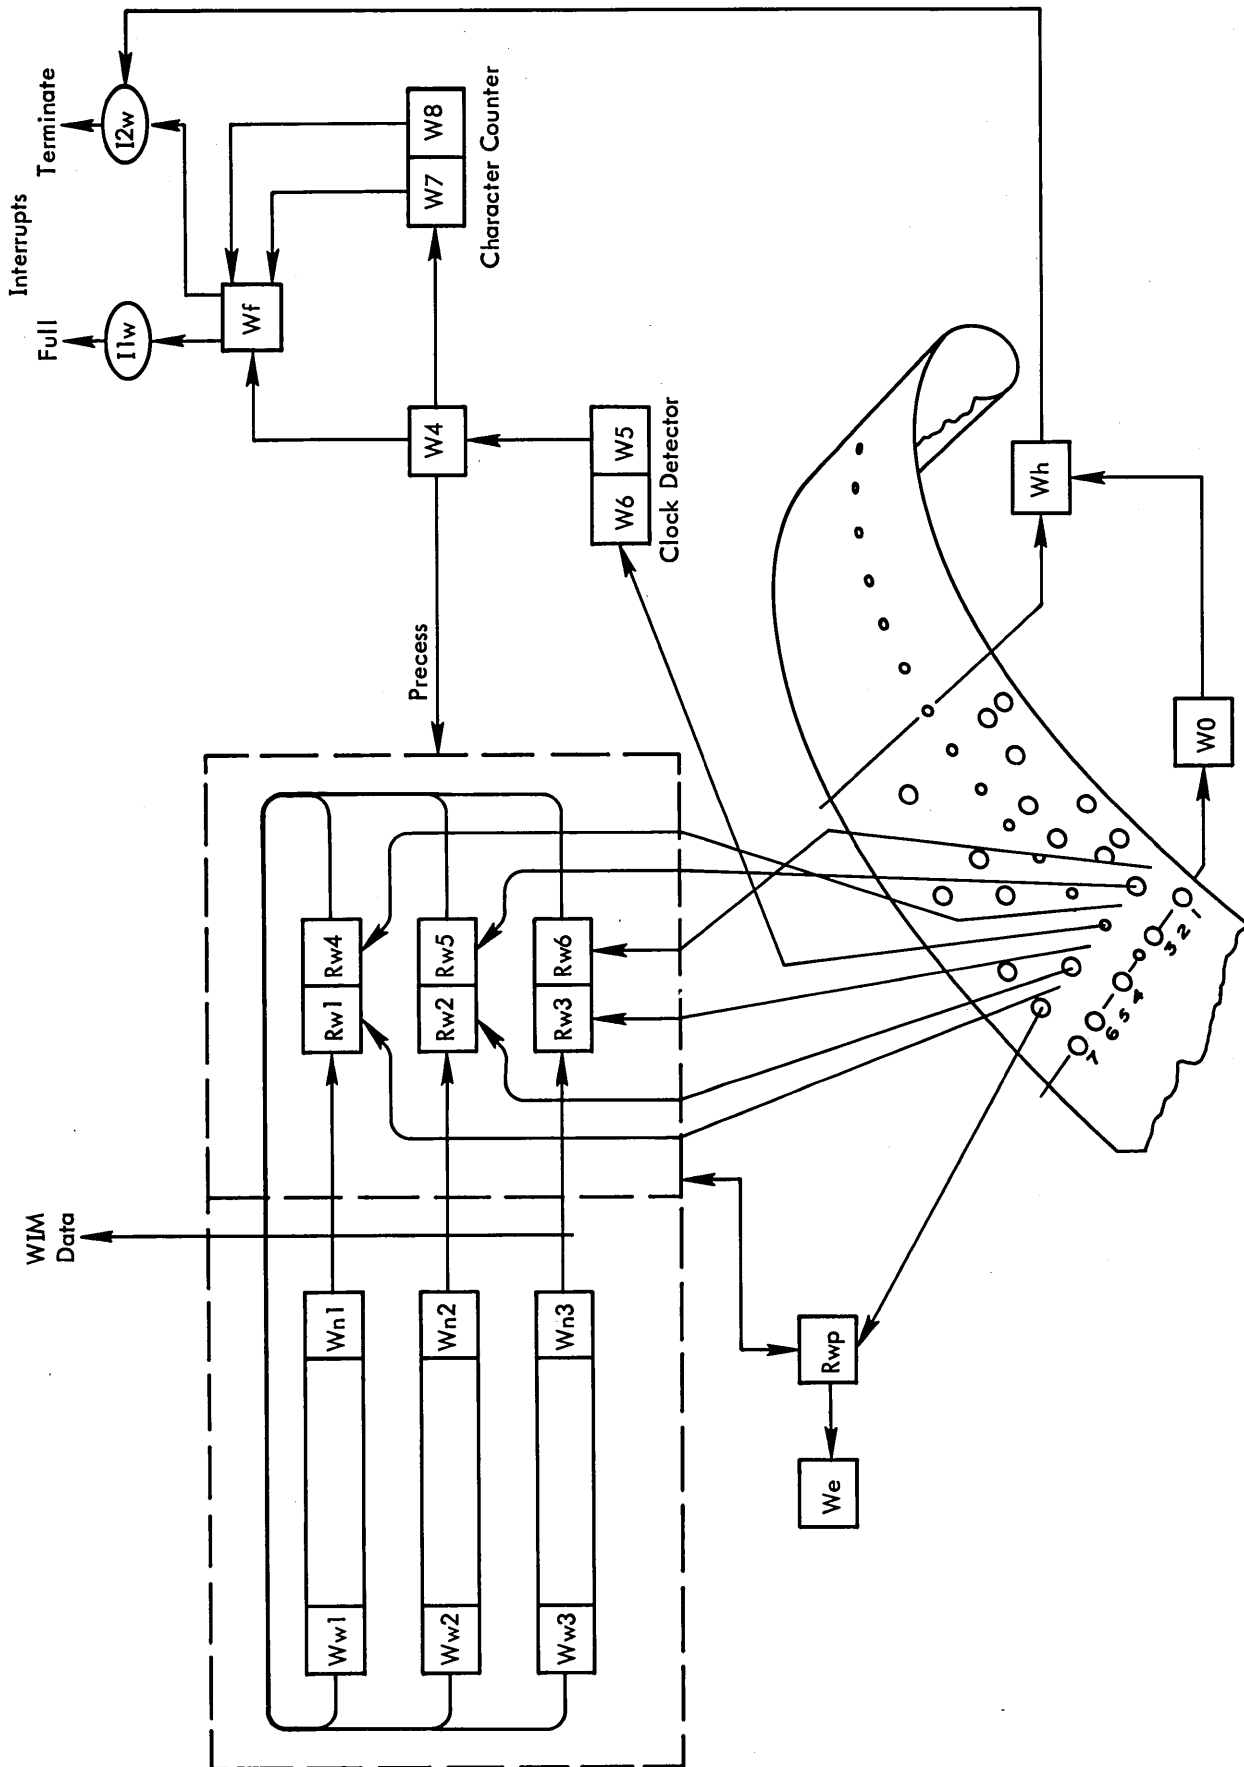 Interrupts
Full
Terminate
I1w
I2w
Wf
W7 W8
Character Counter
W4
W6 W5
Clock Detector
Precess
WIM
Data
Ww1
Wn1
Rw1 Rw4
Ww2
Wn2
Rw2 Rw5
Ww3
Wn3
Rw3 Rw6
We
Rwp
Wh
W0
7 6 5 4 3 2 1